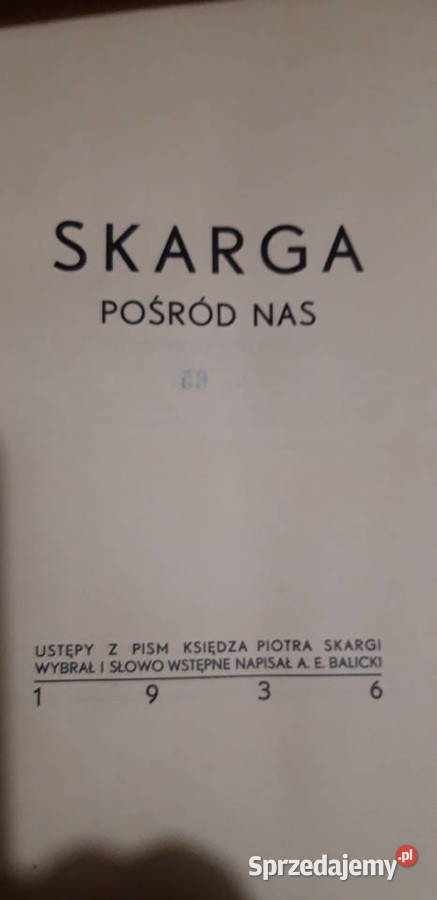 SKARGA
POŚRÓD NAS
USTĘPY Z PISM KSIĘDZA PIOTRA SKARGI
WYBRAŁ I SŁOWO WSTĘPNE NAPISAŁ A. E. BALICKI
1 9 3 6
Sprzedajemy.pl